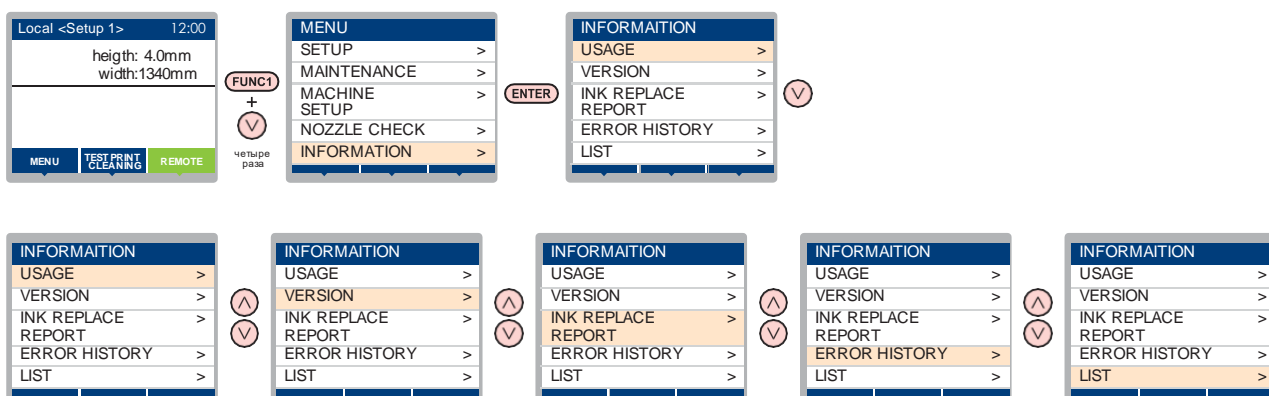 Local <Setup 1> 12:00
heigth: 4.0mm
width:1340mm
MENU
TEST PRINT
CLEANING
REMOTE
FUNC1
+
четыре
раза
MENU
SETUP >
MAINTENANCE >
MACHINE >
SETUP
NOZZLE CHECK >
INFORMATION >
ENTER
INFORMAITION
USAGE >
VERSION >
INK REPLACE >
REPORT
ERROR HISTORY >
LIST >
INFORMAITION
USAGE >
VERSION >
INK REPLACE >
REPORT
ERROR HISTORY >
LIST >
INFORMAITION
USAGE >
VERSION >
INK REPLACE >
REPORT
ERROR HISTORY >
LIST >
INFORMAITION
USAGE >
VERSION >
INK REPLACE >
REPORT
ERROR HISTORY >
LIST >
INFORMAITION
USAGE >
VERSION >
INK REPLACE >
REPORT
ERROR HISTORY >
LIST >
INFORMAITION
USAGE >
VERSION >
INK REPLACE >
REPORT
ERROR HISTORY >
LIST >